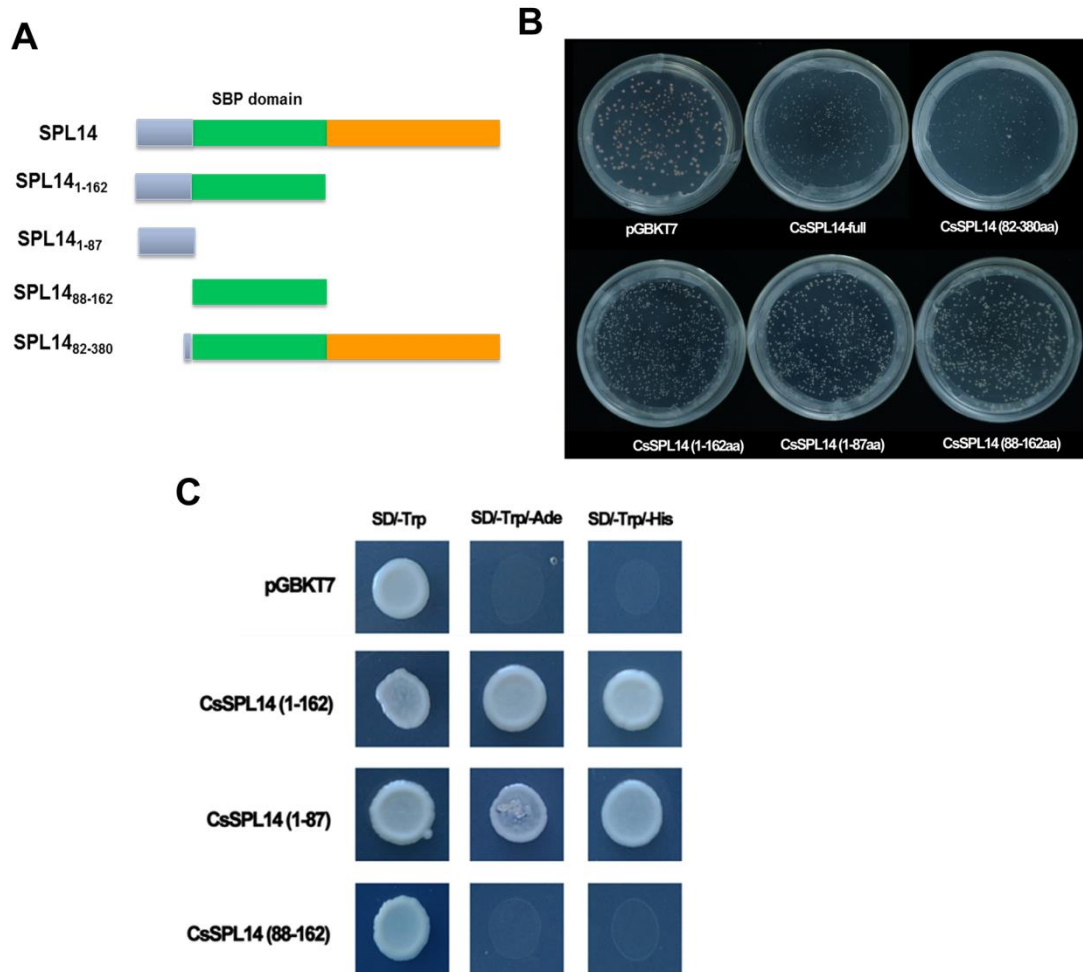 A
SBP domain
SPL14
SPL14₁₋₁₆₂
SPL14₁₋₈₇
SPL14₈₈₋₁₆₂
SPL14₈₂₋₃₈₀
B
pGBKT7 CsSPL14-full CsSPL14 (82-380aa)
CsSPL14 (1-162aa) CsSPL14 (1-87aa) CsSPL14 (88-162aa)
C
SD/-Trp SD/-Trp/-Ade SD/-Trp/-His
pGBKT7
CsSPL14 (1-162)
CsSPL14 (1-87)
CsSPL14 (88-162)